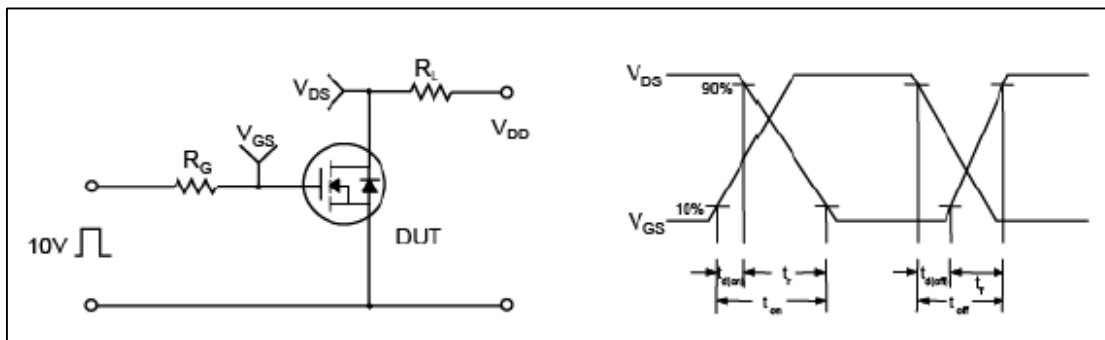 V_DS
R_L
V_DD
V_GS
R_G
10V
DUT
V_DS
90%
10%
V_GS
t_d(on)
t_r
t_on
t_d(off)
t_f
t_off